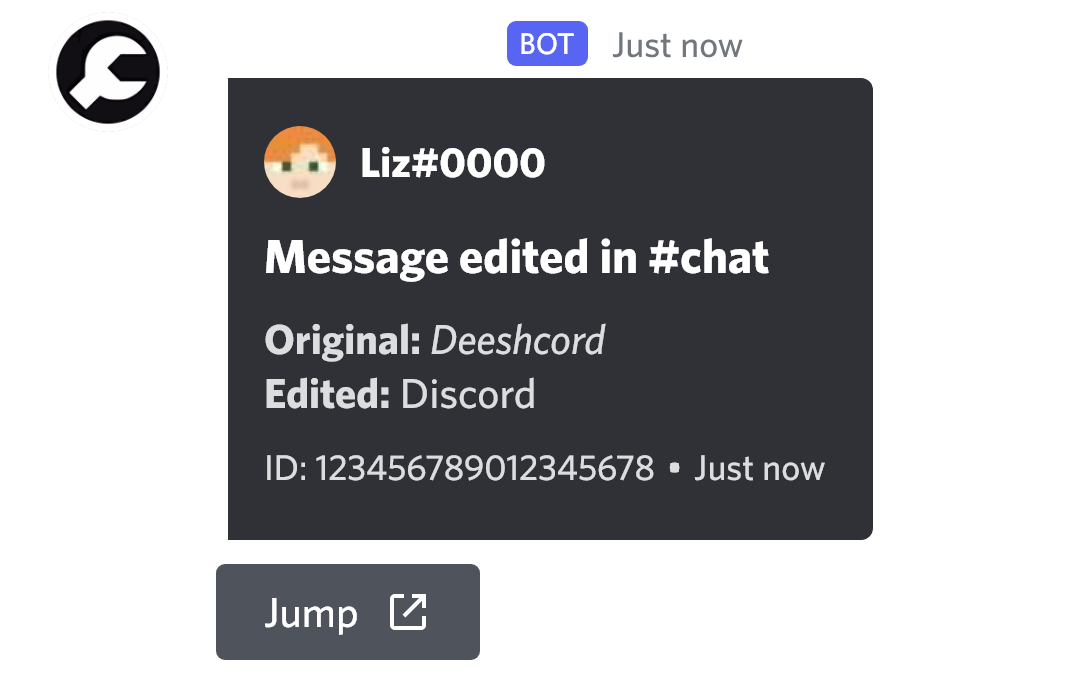 BOT Just now
Liz#0000
Message edited in #chat
Original: Deeshcord
Edited: Discord
ID: 123456789012345678 • Just now
Jump